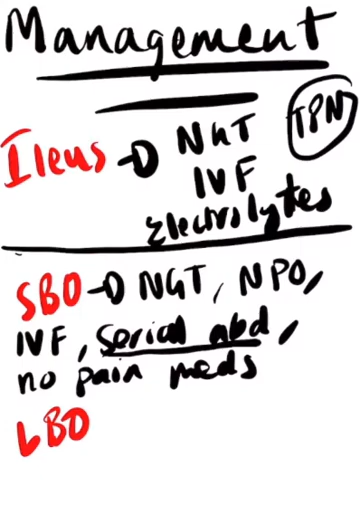 Management
Ileus → NGT
IVF
Electrolytes
TPN
SBO → NGT, NPO,
IVF, serial abd,
no pain meds
LBO